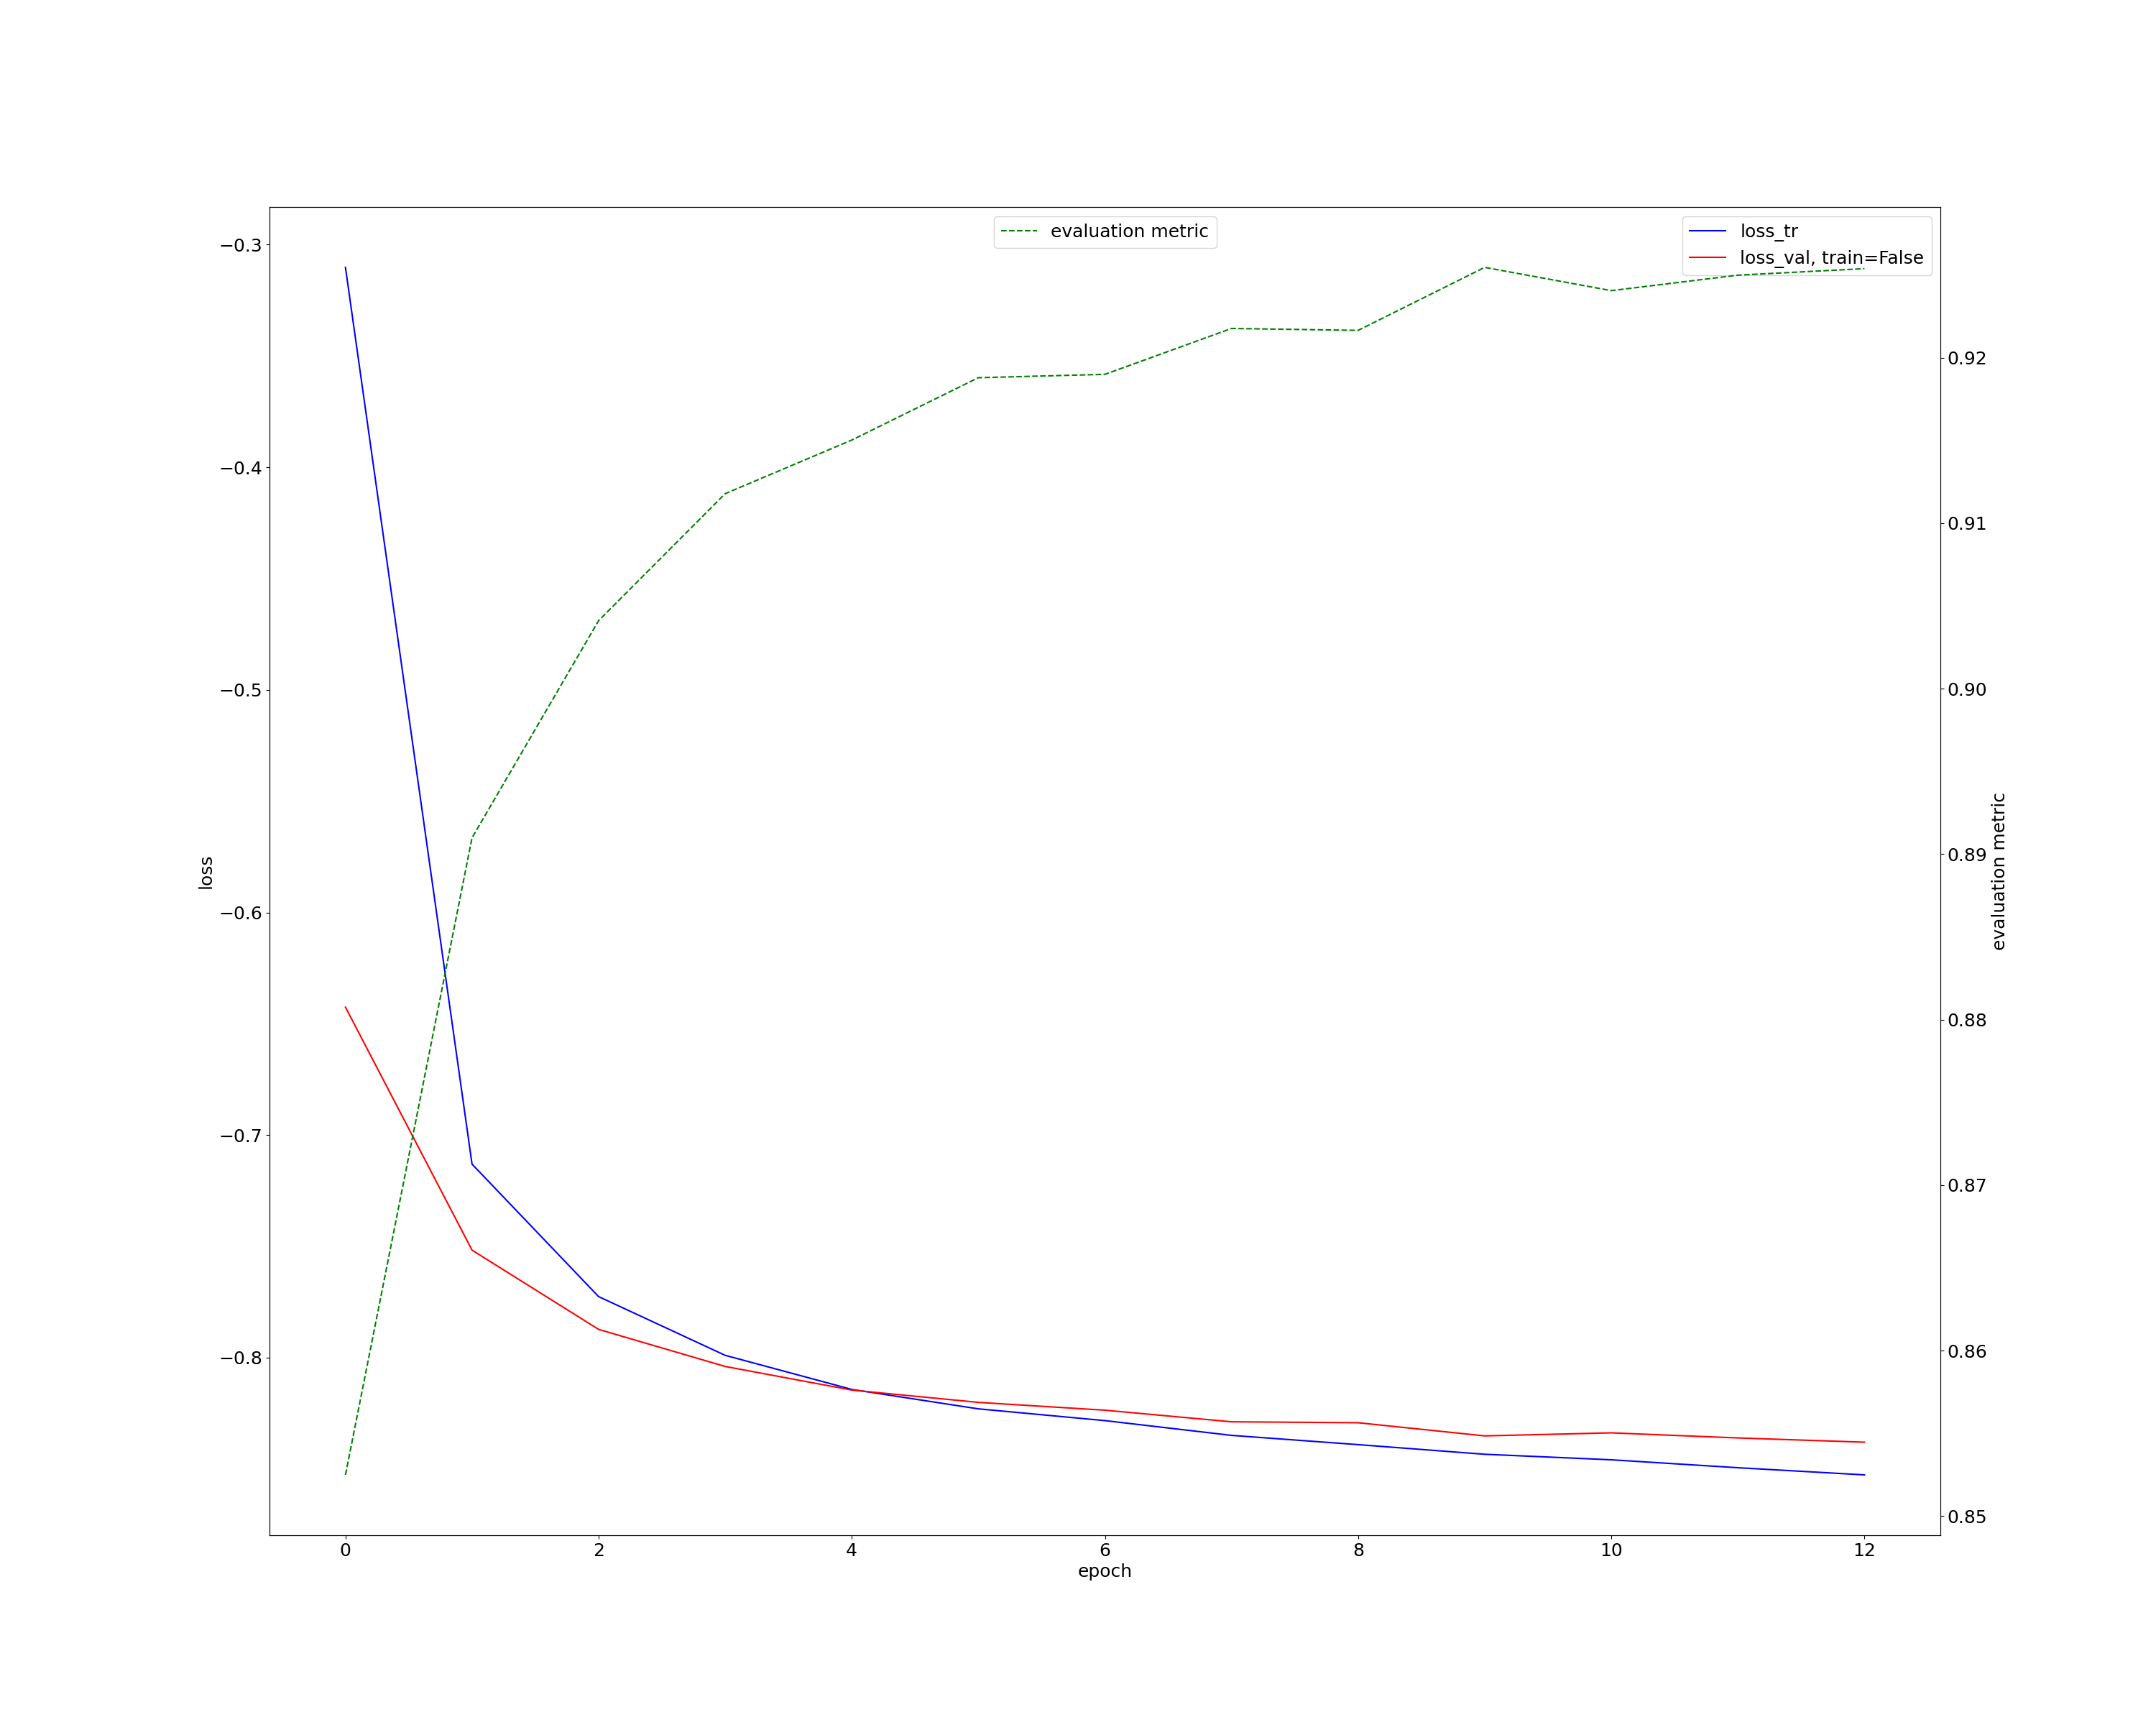 evaluation metric
loss_tr
loss_val, train=False
−0.3
−0.4
−0.5
−0.6
−0.7
−0.8
loss
0.92
0.91
0.90
0.89
0.88
0.87
0.86
0.85
evaluation metric
0 2 4 6 8 10 12
epoch